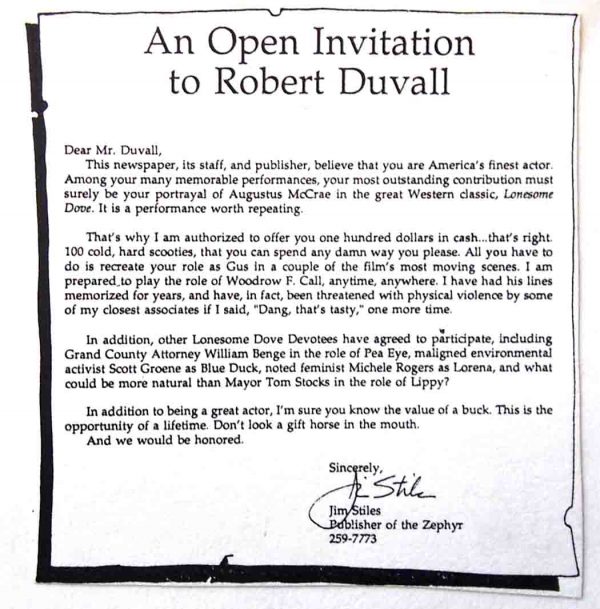 An Open Invitation
to Robert Duvall
Dear Mr. Duvall,
This newspaper, its staff, and publisher, believe that you are America's finest actor.
Among your many memorable performances, your most outstanding contribution must
surely be your portrayal of Augustus McCrae in the great Western classic, Lonesome
Dove. It is a performance worth repeating.
That's why I am authorized to offer you one hundred dollars in cash...that's right.
100 cold, hard scooties, that you can spend any damn way you please. All you have to
do is recreate your role as Gus in a couple of the film's most moving scenes. I am
prepared to play the role of Woodrow F. Call, anytime, anywhere. I have had his lines
memorized for years, and have, in fact, been threatened with physical violence by some
of my closest associates if I said, "Dang, that's tasty," one more time.
In addition, other Lonesome Dove Devotees have agreed to participate, including
Grand County Attorney William Benge in the role of Pea Eye, maligned environmental
activist Scott Groene as Blue Duck, noted feminist Michele Rogers as Lorena, and what
could be more natural than Mayor Tom Stocks in the role of Lippy?
In addition to being a great actor, I'm sure you know the value of a buck. This is the
opportunity of a lifetime. Don't look a gift horse in the mouth.
And we would be honored.
Sincerely,
Jim Stiles
Jim Stiles
Publisher of the Zephyr
259-7773